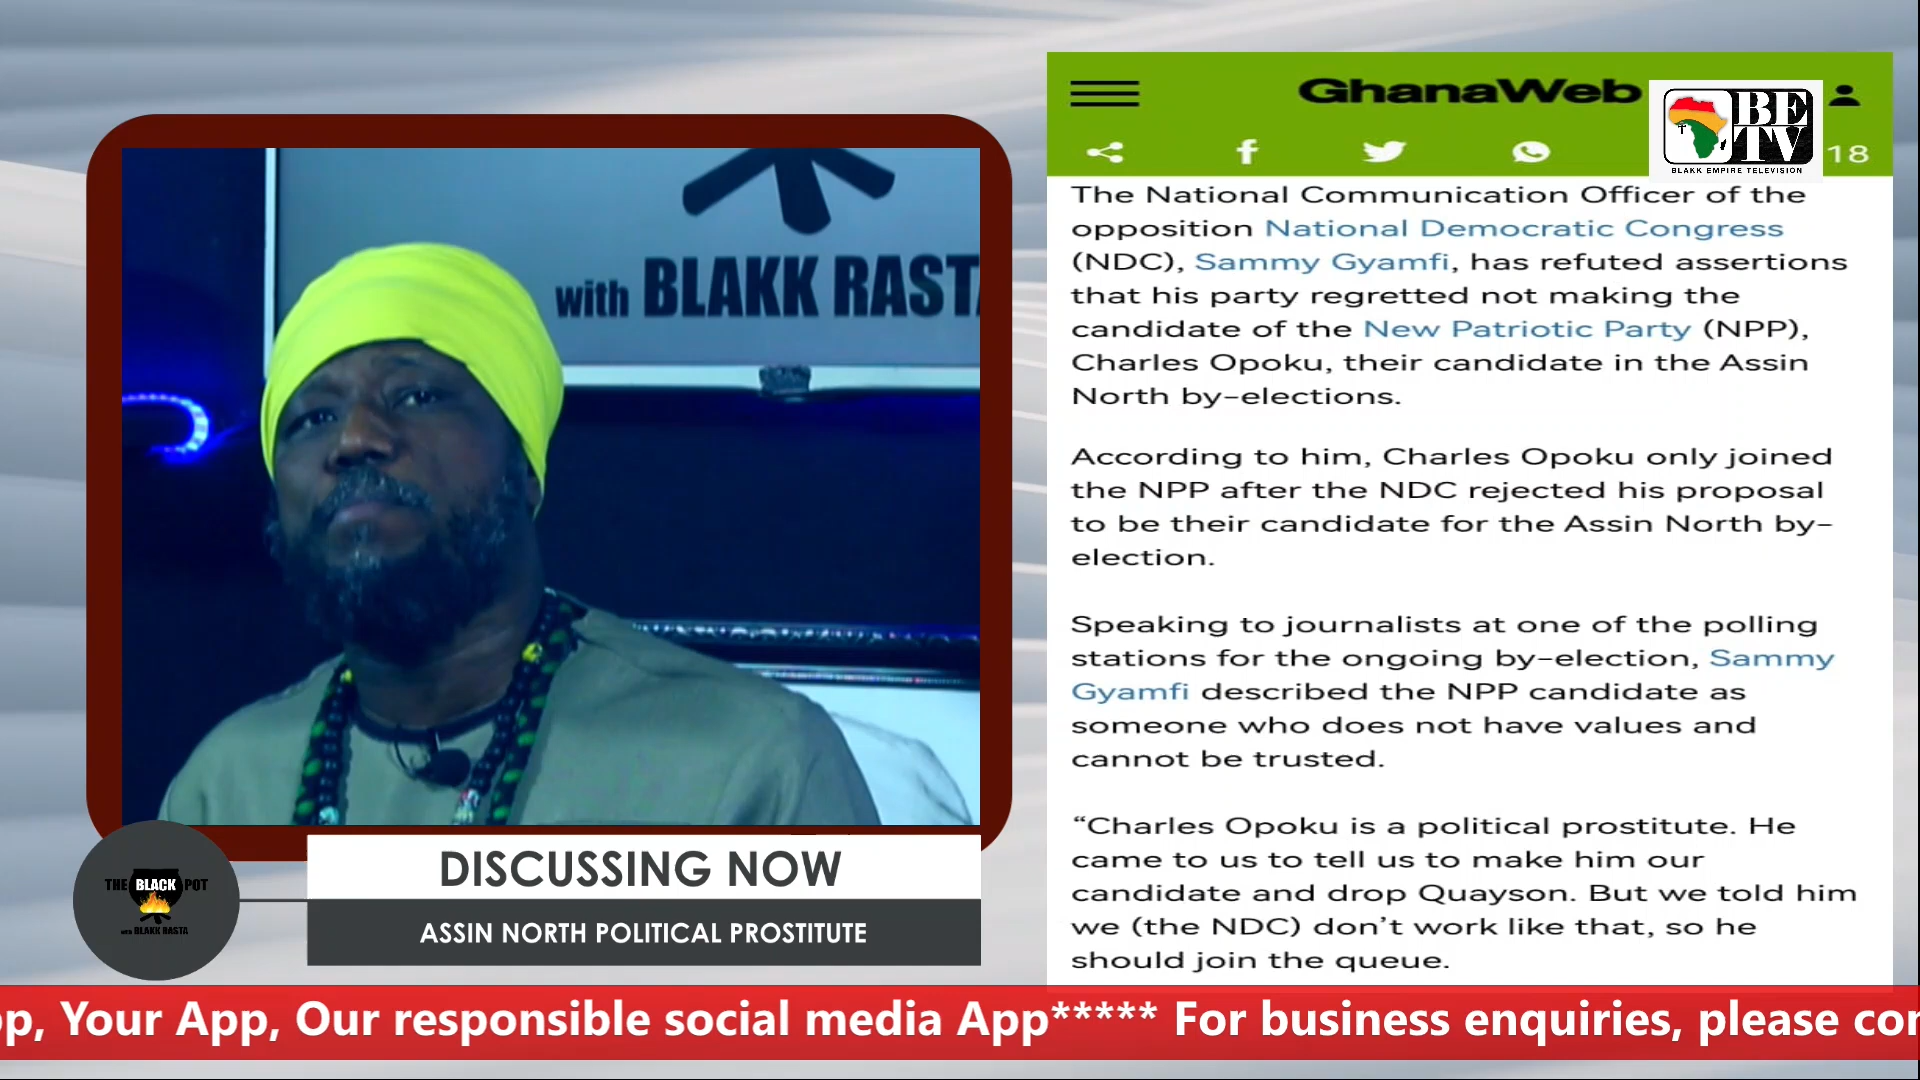 with BLAKK RAST
DISCUSSING NOW
ASSIN NORTH POLITICAL PROSTITUTE
THE BLACK POT
with BLAKK RASTA
GhanaWeb
BE
TV
BLAKK EMPIRE TELEVISION
18
The National Communication Officer of the
opposition National Democratic Congress
(NDC), Sammy Gyamfi, has refuted assertions
that his party regretted not making the
candidate of the New Patriotic Party (NPP),
Charles Opoku, their candidate in the Assin
North by-elections.
According to him, Charles Opoku only joined
the NPP after the NDC rejected his proposal
to be their candidate for the Assin North by-
election.
Speaking to journalists at one of the polling
stations for the ongoing by-election, Sammy
Gyamfi described the NPP candidate as
someone who does not have values and
cannot be trusted.
“Charles Opoku is a political prostitute. He
came to us to tell us to make him our
candidate and drop Quayson. But we told him
we (the NDC) don’t work like that, so he
should join the queue.
pp, Your App, Our responsible social media App***** For business enquiries, please con